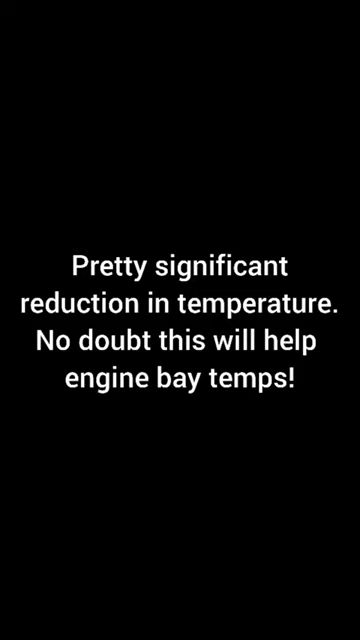 Pretty significant
reduction in temperature.
No doubt this will help
engine bay temps!